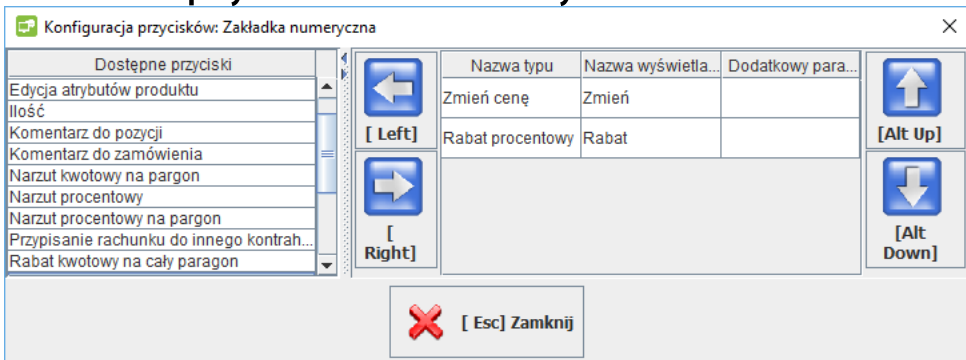 Konfiguracja przycisków: Zakładka numeryczna
Dostępne przyciski
Edycja atrybutów produktu
Ilość
Komentarz do pozycji
Komentarz do zamówienia
Narzut kwotowy na pargon
Narzut procentowy
Narzut procentowy na pargon
Przypisanie rachunku do innego kontrah...
Rabat kwotowy na cały paragon
[ Left]
[
Right]
Nazwa typu Nazwa wyświetla... Dodatkowy para...
Zmień cenę Zmień
Rabat procentowy Rabat
[Alt Up]
[Alt
Down]
[ Esc] Zamknij